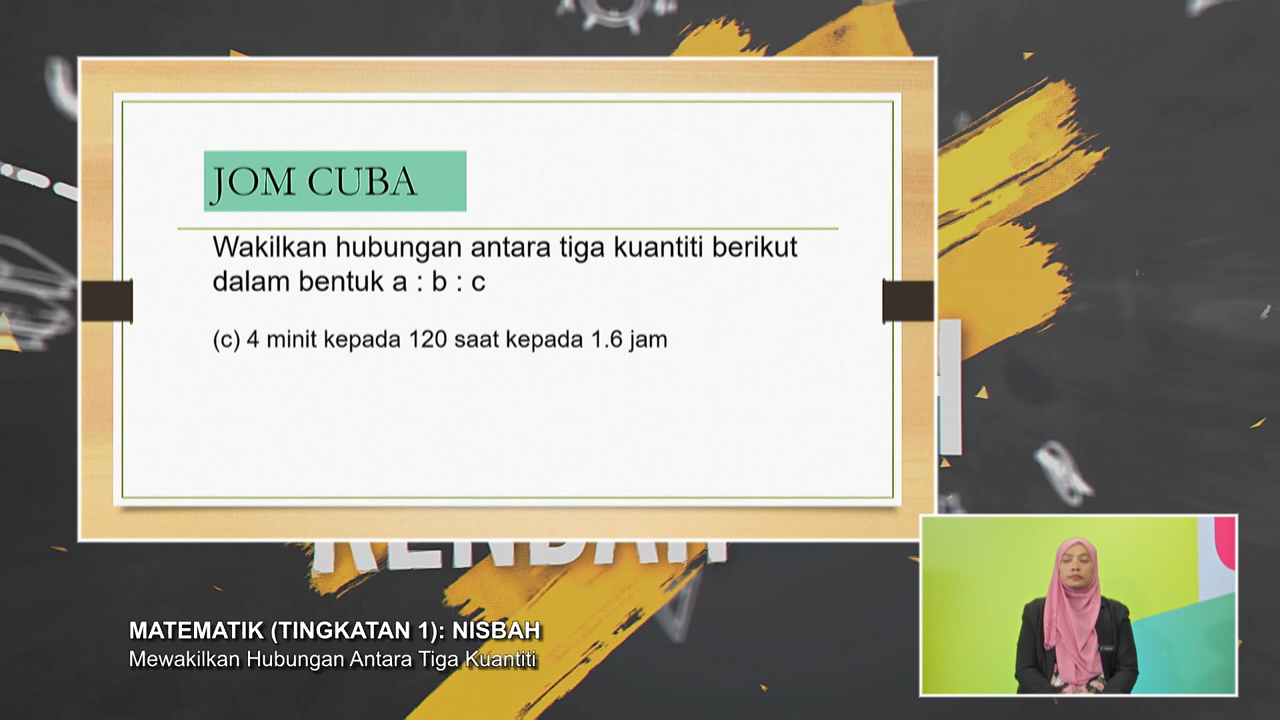 JOM CUBA
Wakilkan hubungan antara tiga kuantiti berikut
dalam bentuk a : b : c
(c) 4 minit kepada 120 saat kepada 1.6 jam
MATEMATIK (TINGKATAN 1): NISBAH
Mewakilkan Hubungan Antara Tiga Kuantiti